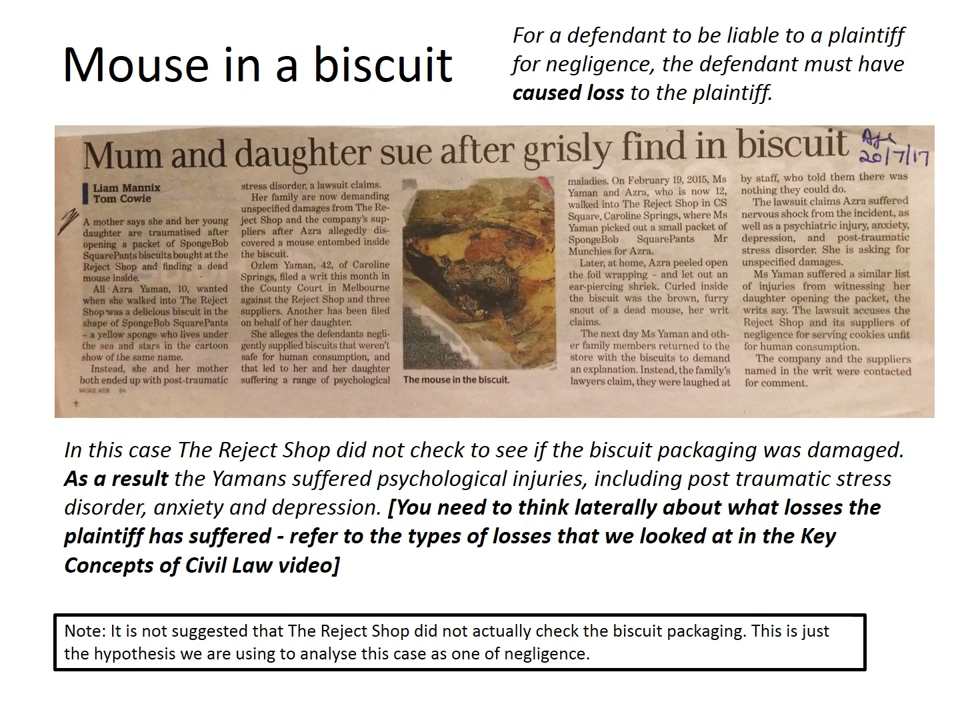 Mouse in a biscuit
For a defendant to be liable to a plaintiff
for negligence, the defendant must have
caused loss to the plaintiff.
Mum and daughter sue after grisly find in biscuit
Age
20/7/17
Liam Mannix
Tom Cowie
A mother says she and her young
daughter are traumatised after
opening a packet of SpongeBob
SquarePants biscuits bought at the
Reject Shop and finding a dead
mouse inside.
All Azra Yaman, 10, wanted
when she walked into The Reject
Shop was a delicious biscuit in the
shape of SpongeBob SquarePants
– a yellow sponge who lives under
the sea and stars in the cartoon
show of the same name.
Instead, she and her mother
both ended up with post-traumatic
stress disorder, a lawsuit claims.
Her family are now demanding
unspecified damages from The Re-
ject Shop and the company's sup-
pliers after Azra allegedly dis-
covered a mouse entombed inside
the biscuit.
Ozlem Yaman, 42, of Caroline
Springs, filed a writ this month in
the County Court in Melbourne
against the Reject Shop and three
suppliers. Another has been filed
on behalf of her daughter.
She alleges the defendants negli-
gently supplied biscuits that weren't
safe for human consumption, and
that led to her and her daughter
suffering a range of psychological
The mouse in the biscuit.
maladies. On February 19, 2015, Ms
Yaman and Azra, who is now 12,
walked into The Reject Shop in CS
Square, Caroline Springs, where Ms
Yaman picked out a small packet of
SpongeBob SquarePants Mr
Munchies for Azra.
Later, at home, Azra peeled open
the foil wrapping – and let out an
ear-piercing shriek. Curled inside
the biscuit was the brown, furry
snout of a dead mouse, her writ
claims.
The next day Ms Yaman and oth-
er family members returned to the
store with the biscuits to demand
an explanation. Instead, the family's
lawyers claim, they were laughed at
by staff, who told them there was
nothing they could do.
The lawsuit claims Azra suffered
nervous shock from the incident, as
well as a psychiatric injury, anxiety,
depression, and post-traumatic
stress disorder. She is asking for
unspecified damages.
Ms Yaman suffered a similar list
of injuries from witnessing her
daughter opening the packet, the
writs say. The lawsuit accuses the
Reject Shop and its suppliers of
negligence for serving cookies unfit
for human consumption.
The company and the suppliers
named in the writ were contacted
for comment.
In this case The Reject Shop did not check to see if the biscuit packaging was damaged.
As a result the Yamans suffered psychological injuries, including post traumatic stress
disorder, anxiety and depression. [You need to think laterally about what losses the
plaintiff has suffered - refer to the types of losses that we looked at in the Key
Concepts of Civil Law video]
Note: It is not suggested that The Reject Shop did not actually check the biscuit packaging. This is just
the hypothesis we are using to analyse this case as one of negligence.